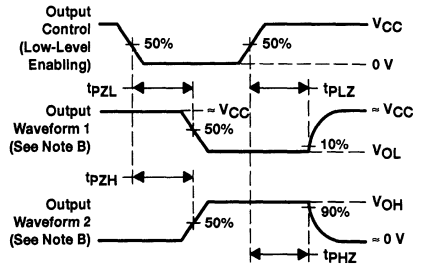 Output
Control
(Low-Level
Enabling)
50%
50%
VCC
0 V
tPZL
tPLZ
Output
Waveform 1
(See Note B)
≈ VCC
50%
≈ VCC
10%
VOL
tPZH
Output
Waveform 2
(See Note B)
50%
VOH
90%
≈ 0 V
tPHZ